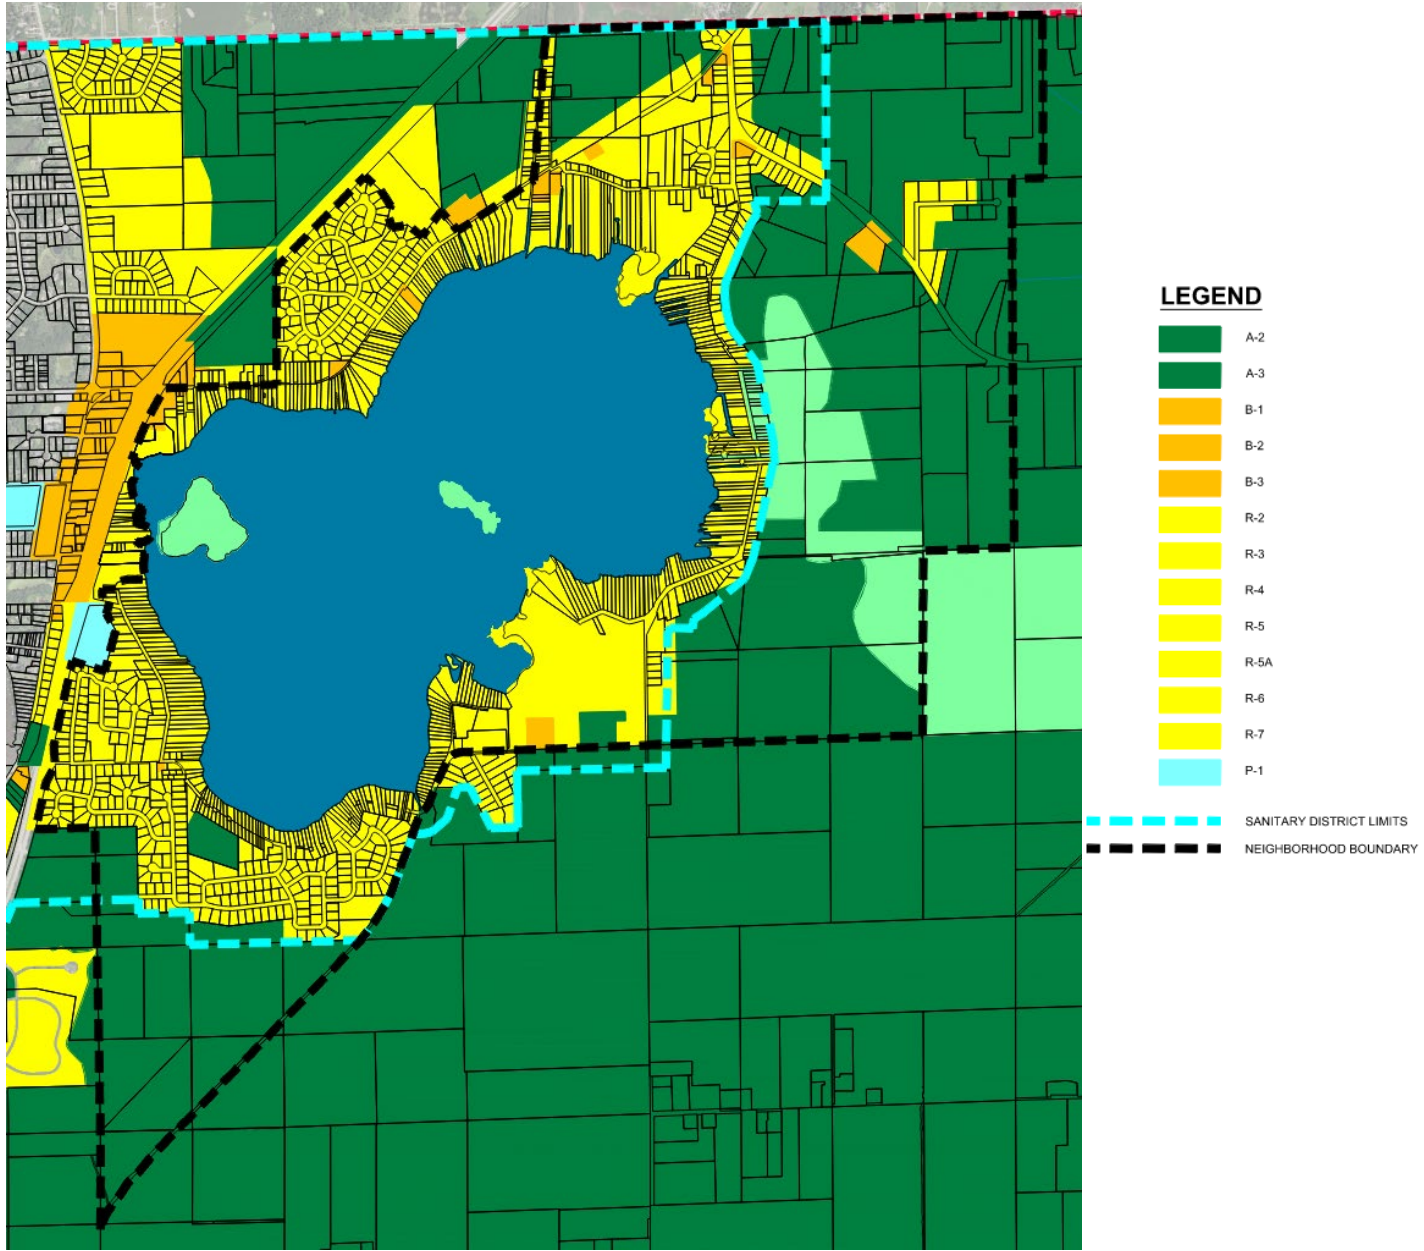 LEGEND
A-2
A-3
B-1
B-2
B-3
R-2
R-3
R-4
R-5
R-5A
R-6
R-7
P-1
SANITARY DISTRICT LIMITS
NEIGHBORHOOD BOUNDARY